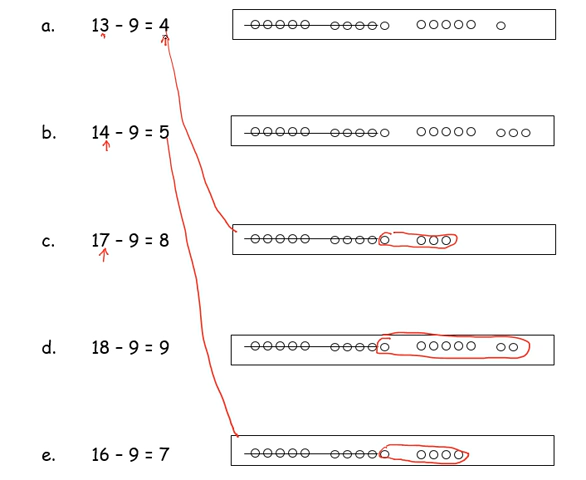 a. 13 - 9 = 4
b. 14 - 9 = 5
c. 17 - 9 = 8
d. 18 - 9 = 9
e. 16 - 9 = 7